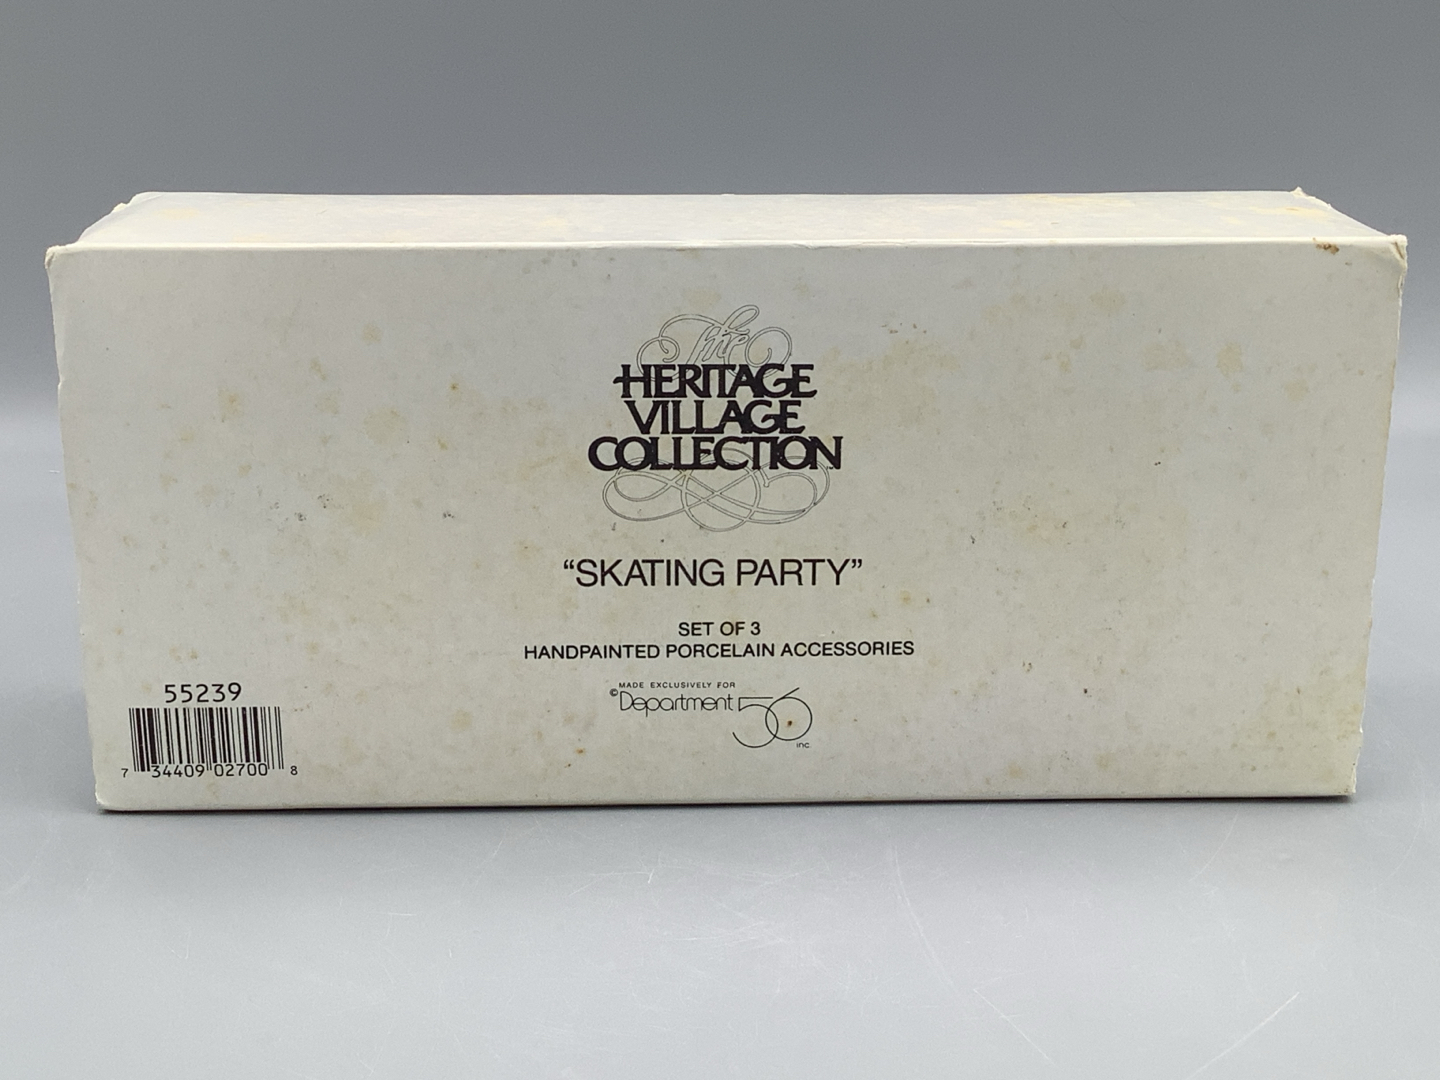 The
HERITAGE
VILLAGE
COLLECTION
“SKATING PARTY”
SET OF 3
HANDPAINTED PORCELAIN ACCESSORIES
MADE EXCLUSIVELY FOR
©Department 56
inc.
55239
7 34409 02700 8